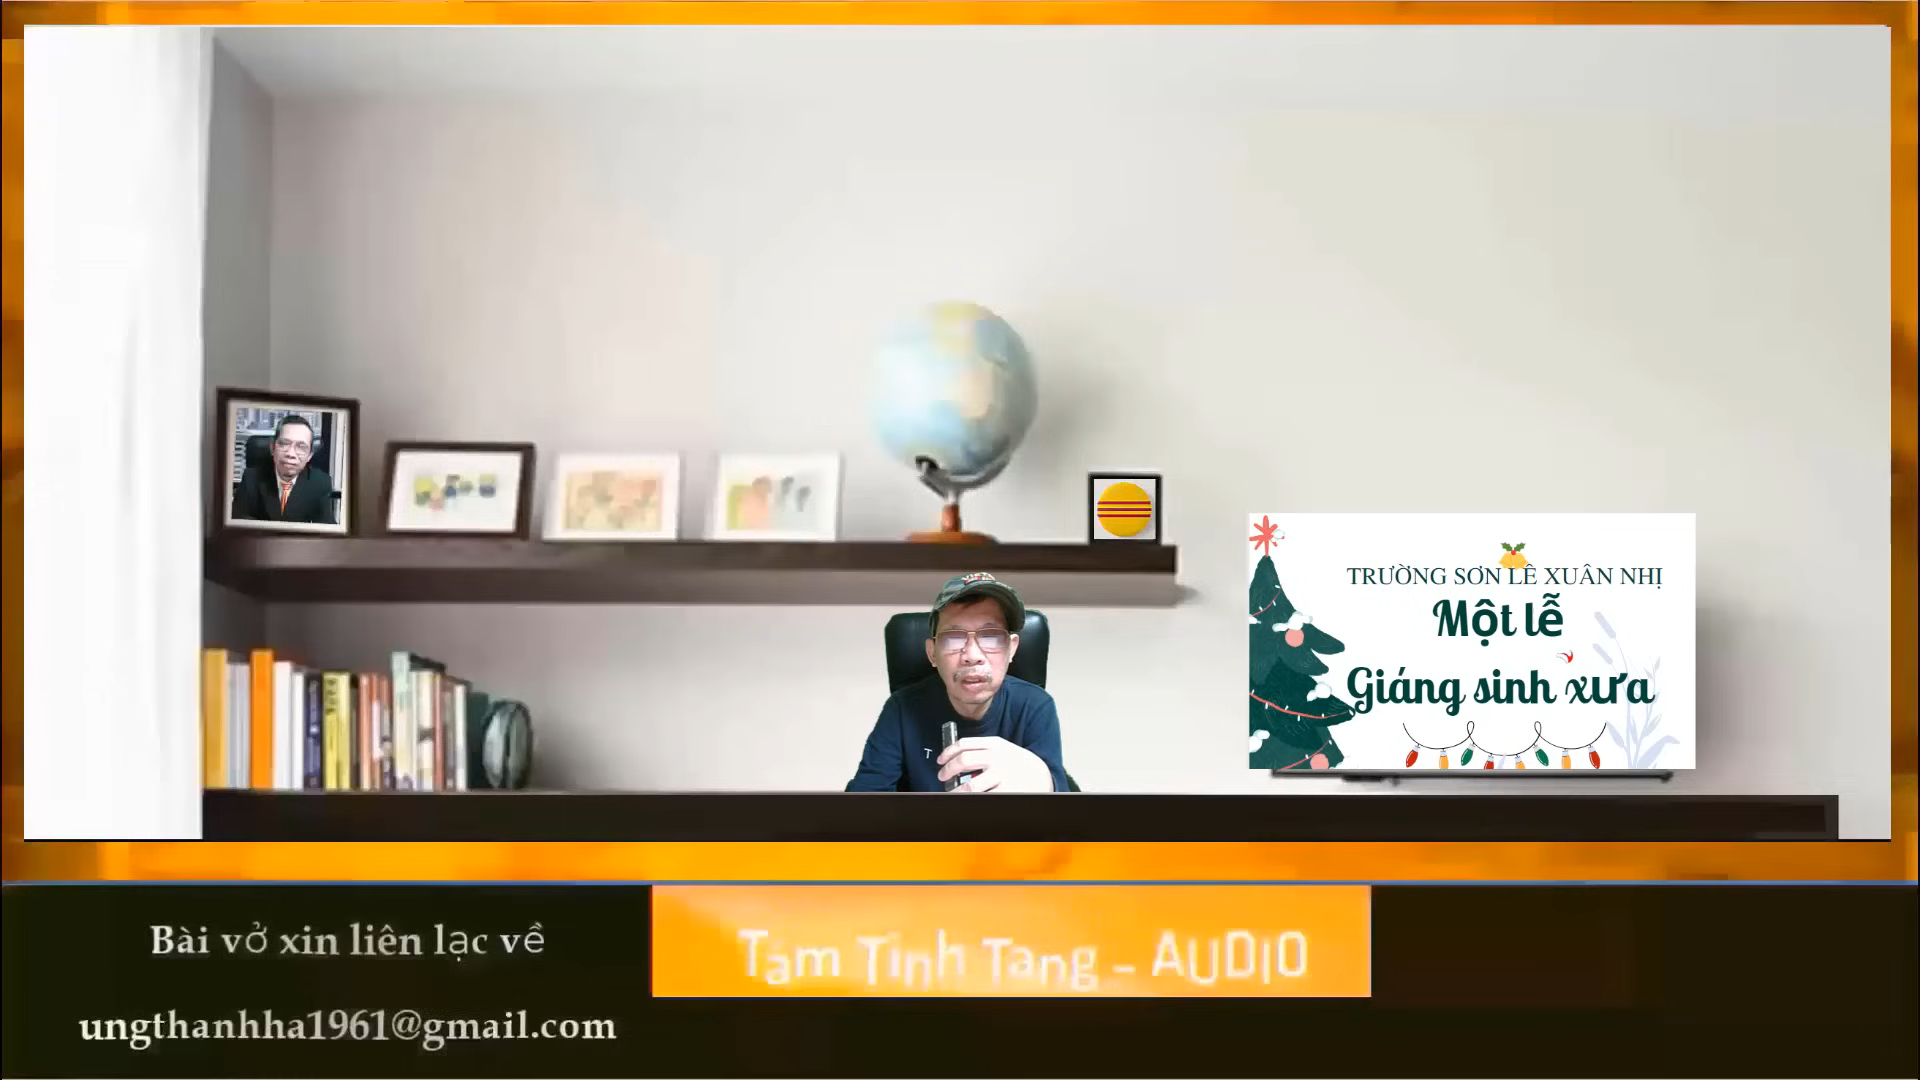 TRƯỜNG SƠN LÊ XUÂN NHỊ
Một lễ
Giáng sinh xưa
Bài vở xin liên lạc về
ungthanhha1961@gmail.com
Tám Tình Tang – AUDIO